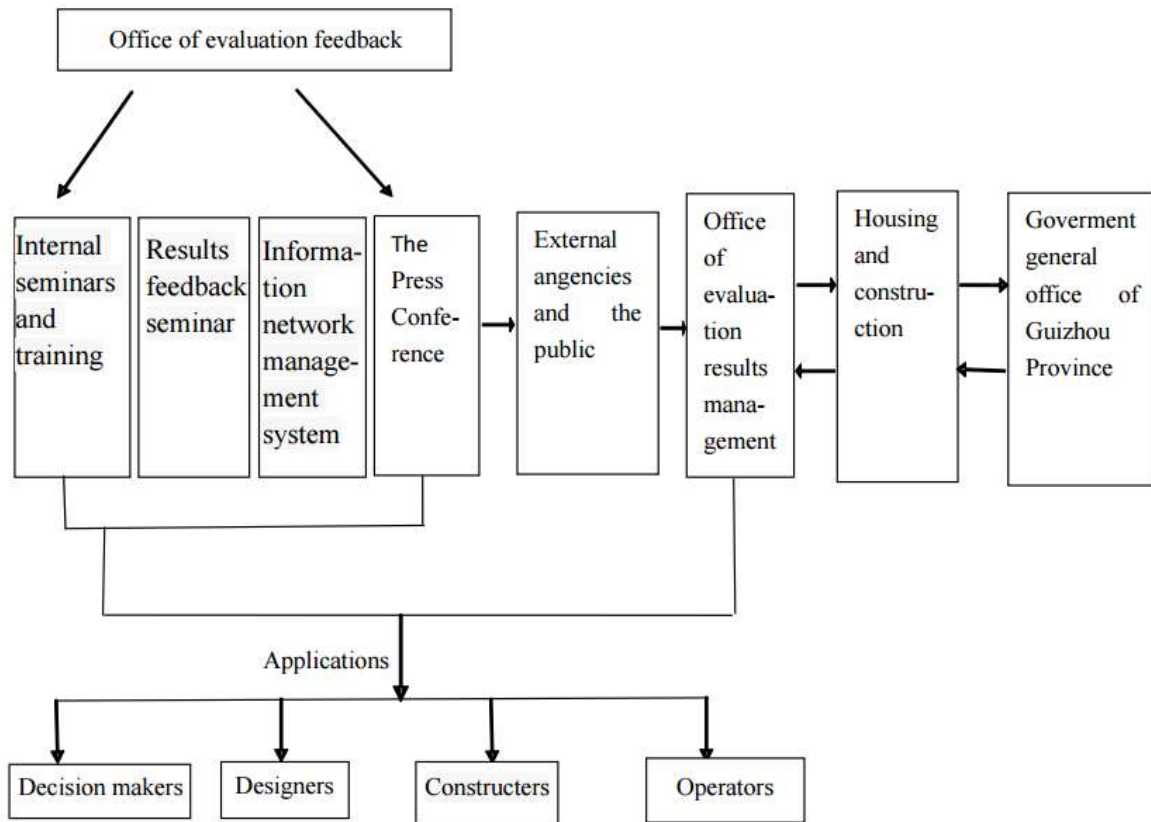 Office of evaluation feedback
Internal
seminars
and
training
Results
feedback
seminar
Informa-
tion
network
manage-
ment
system
The
Press
Confe-
rence
External
angencies
and the
public
Office
of
evalua-
tion
results
mana-
gement
Housing
and
constru-
ction
Goverment
general
office of
Guizhou
Province
Applications
Decision makers
Designers
Constructers
Operators